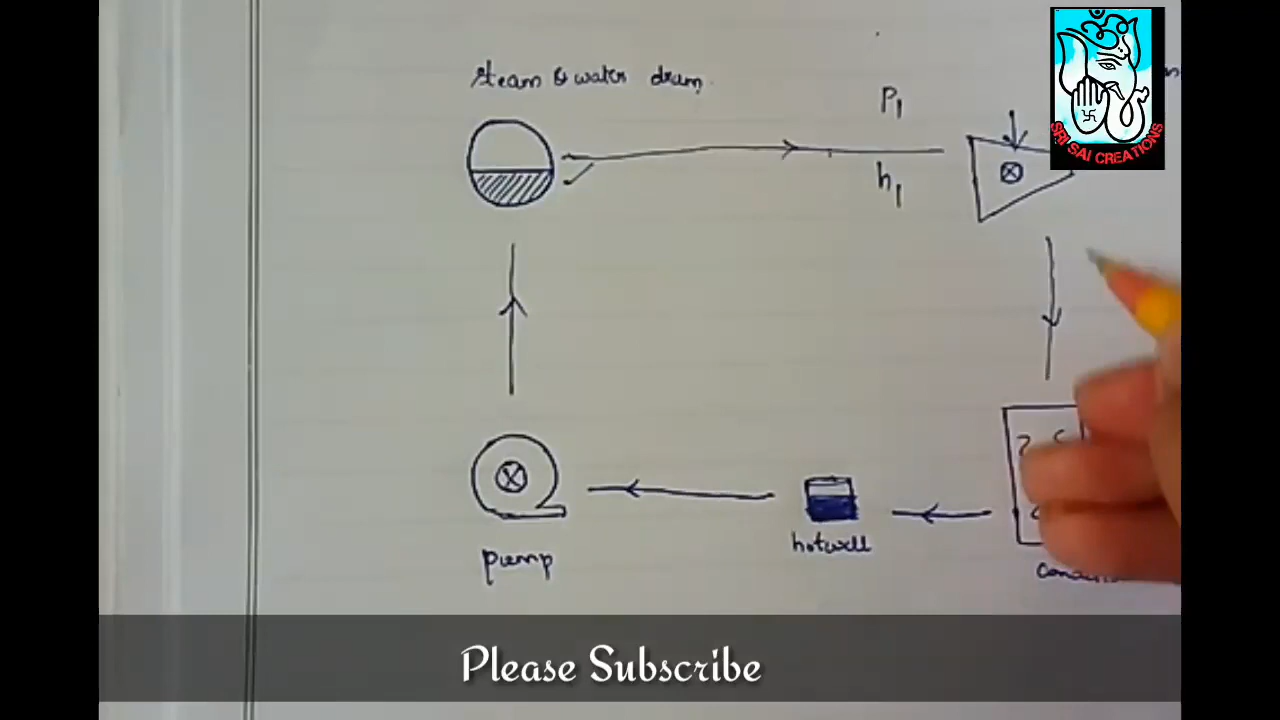 steam & water drum.
P1
h1
SRI SAI CREATIONS
hotwell
pump
Please Subscribe